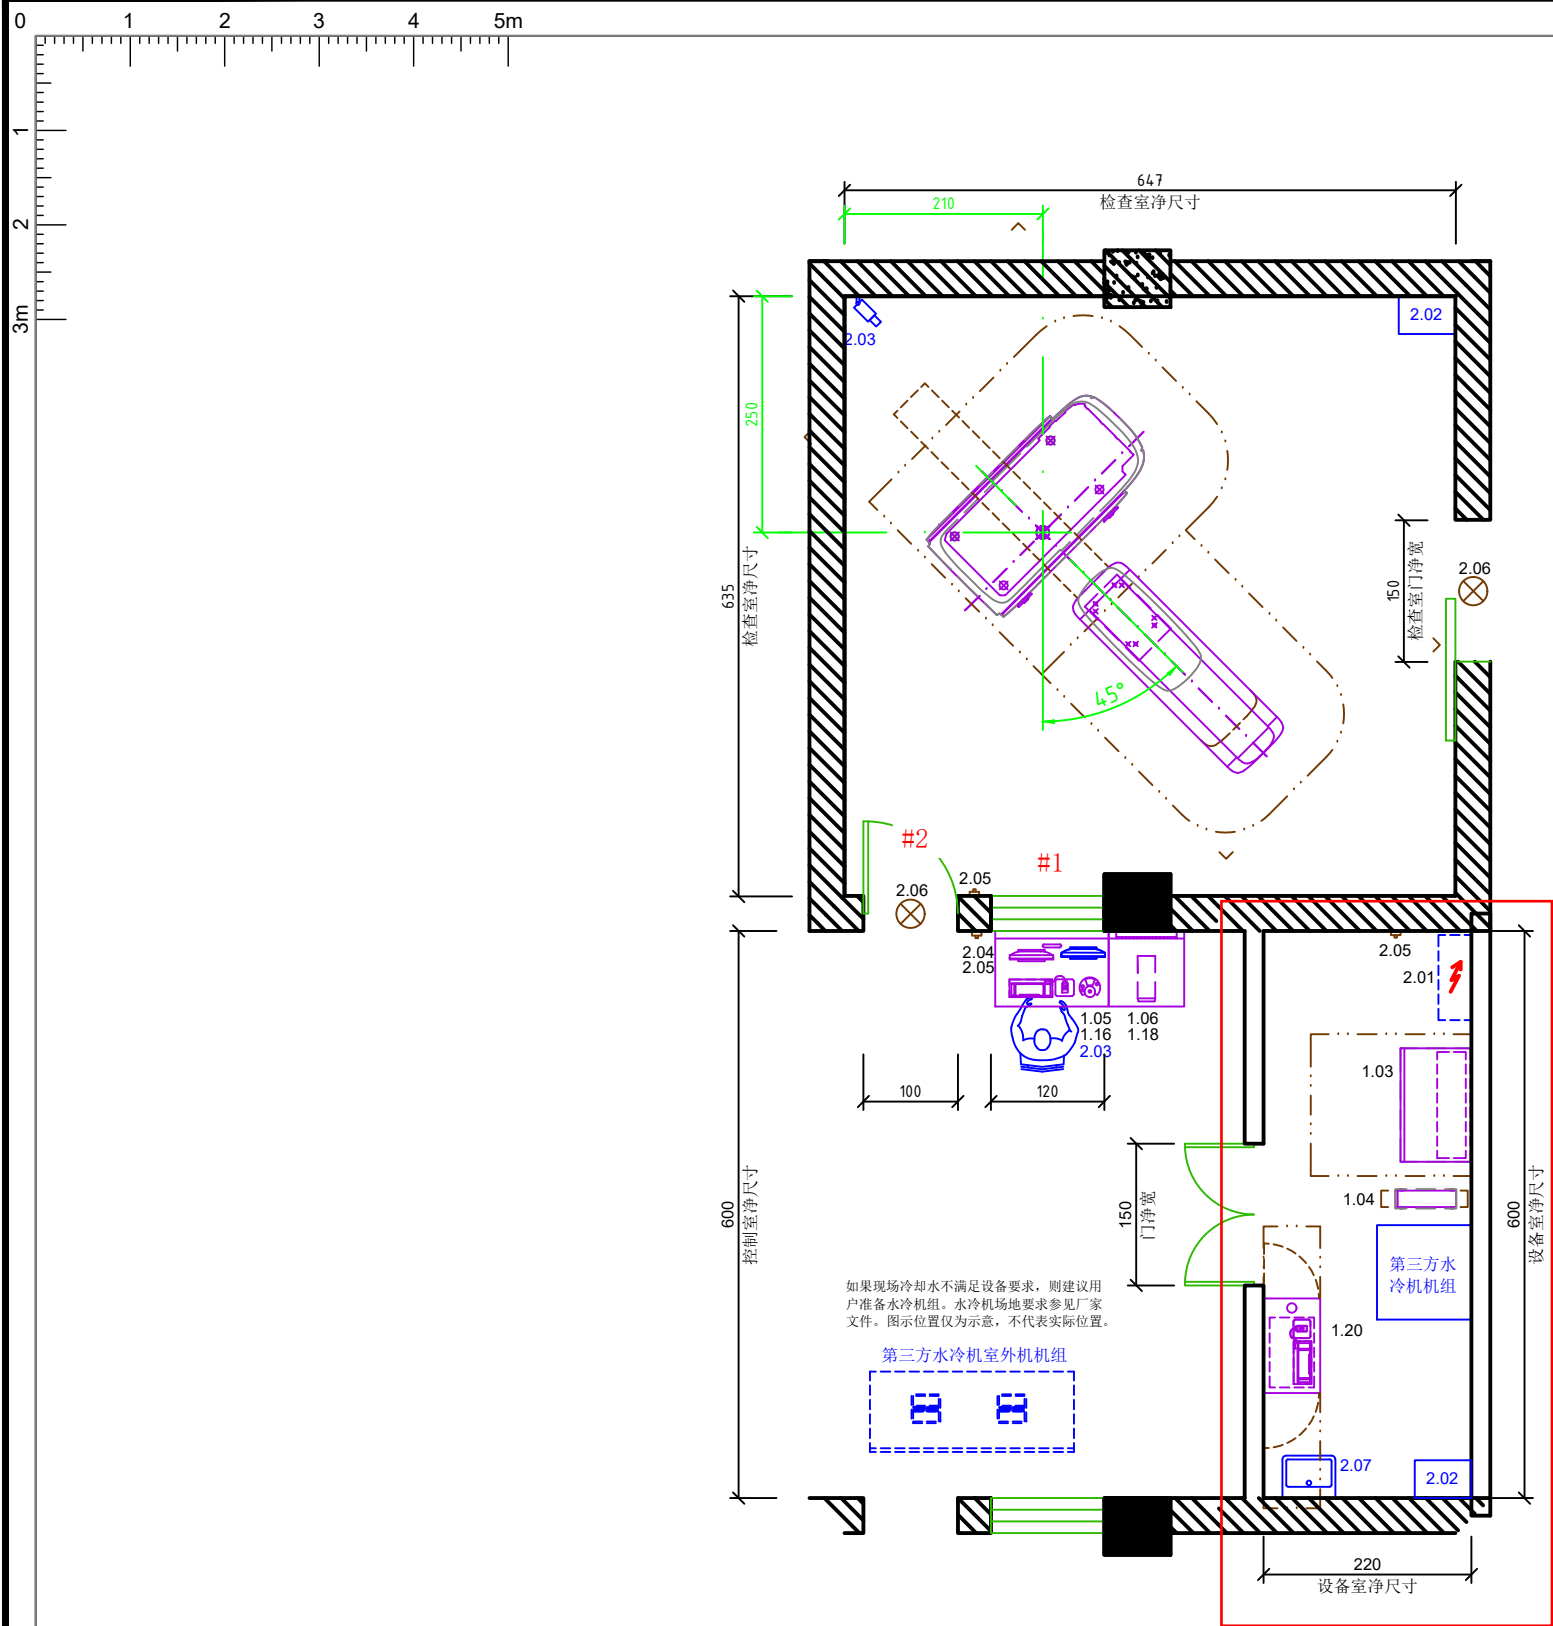 0 1 2 3 4 5m
1
2
3m
647
检查室净尺寸
210
2.03
2.02
250
635
检查室净尺寸
150
检查室门净宽
2.06
45°
#2
#1
2.06
2.05
2.04
2.05
1.05
1.16
2.03
1.06
1.18
2.05
2.01
1.03
100
120
600
控制室净尺寸
150
门净宽
1.04
600
设备室净尺寸
第三方水
冷机机组
如果现场冷却水不满足设备要求，则建议用
户准备水冷机组。水冷机场地要求参见厂家
文件。图示位置仅为示意，不代表实际位置。
1.20
第三方水冷机室外机机组
2.07
2.02
220
设备室净尺寸